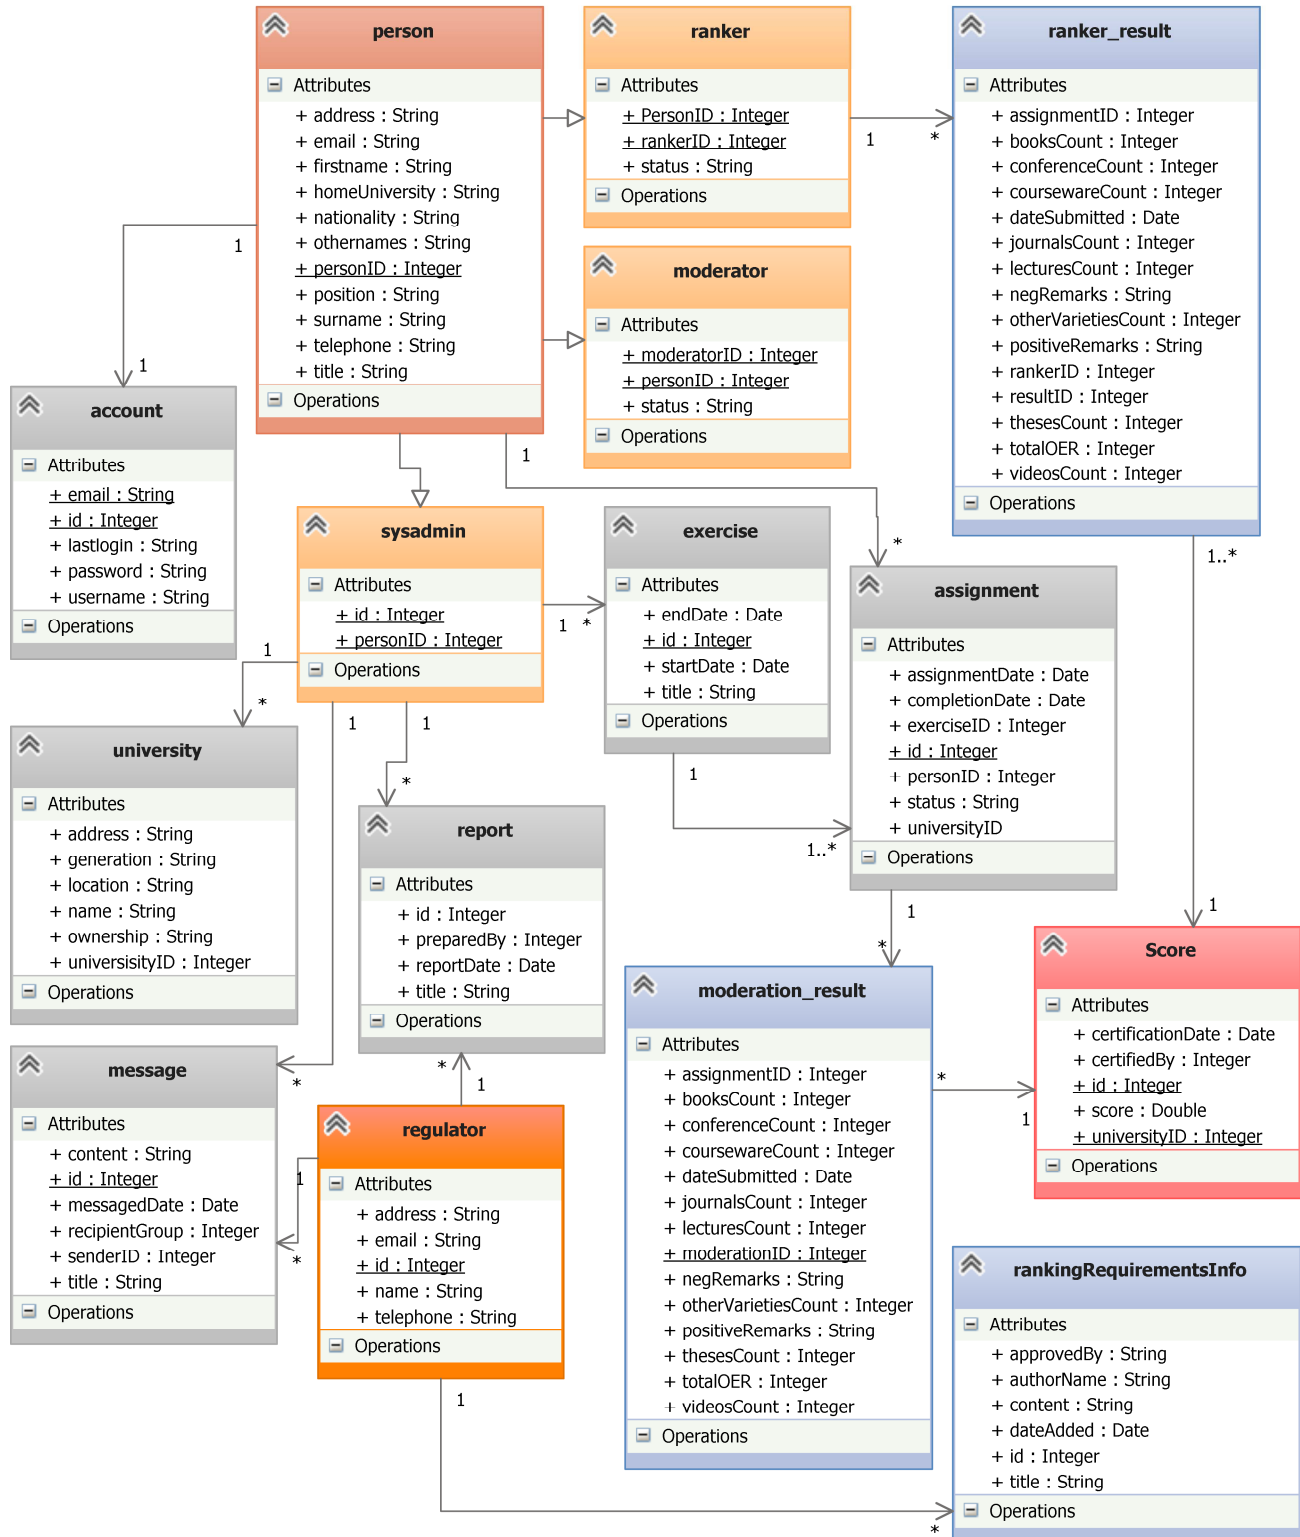 person
Attributes
+ address : String
+ email : String
+ firstname : String
+ homeUniversity : String
+ nationality : String
+ othernames : String
+ personID : Integer
+ position : String
+ surname : String
+ telephone : String
+ title : String
Operations
ranker
Attributes
+ PersonID : Integer
+ rankerID : Integer
+ status : String
Operations
1
*
ranker_result
Attributes
+ assignmentID : Integer
+ booksCount : Integer
+ conferenceCount : Integer
+ coursewareCount : Integer
+ dateSubmitted : Date
+ journalsCount : Integer
+ lecturesCount : Integer
+ negRemarks : String
+ otherVarietiesCount : Integer
+ positiveRemarks : String
+ rankerID : Integer
+ resultID : Integer
+ thesesCount : Integer
+ totalOER : Integer
+ videosCount : Integer
Operations
moderator
Attributes
+ moderatorID : Integer
+ personID : Integer
+ status : String
Operations
1
1
account
Attributes
+ email : String
+ id : Integer
+ lastlogin : String
+ password : String
+ username : String
Operations
1
*
sysadmin
Attributes
+ id : Integer
+ personID : Integer
Operations
1
*
exercise
Attributes
+ endDate : Date
+ id : Integer
+ startDate : Date
+ title : String
Operations
assignment
Attributes
+ assignmentDate : Date
+ completionDate : Date
+ exerciseID : Integer
+ id : Integer
+ personID : Integer
+ status : String
+ universityID
Operations
1..*
1
1
*
1
1
*
1
1..*
university
Attributes
+ address : String
+ generation : String
+ location : String
+ name : String
+ ownership : String
+ universisityID : Integer
Operations
report
Attributes
+ id : Integer
+ preparedBy : Integer
+ reportDate : Date
+ title : String
Operations
1
*
Score
Attributes
+ certificationDate : Date
+ certifiedBy : Integer
+ id : Integer
+ score : Double
+ universityID : Integer
Operations
moderation_result
Attributes
+ assignmentID : Integer
+ booksCount : Integer
+ conferenceCount : Integer
+ coursewareCount : Integer
+ dateSubmitted : Date
+ journalsCount : Integer
+ lecturesCount : Integer
+ moderationID : Integer
+ negRemarks : String
+ otherVarietiesCount : Integer
+ positiveRemarks : String
+ thesesCount : Integer
+ totalOER : Integer
+ videosCount : Integer
Operations
*
1
message
Attributes
+ content : String
+ id : Integer
+ messagedDate : Date
+ recipientGroup : Integer
+ senderID : Integer
+ title : String
Operations
*
*
1
1
*
regulator
Attributes
+ address : String
+ email : String
+ id : Integer
+ name : String
+ telephone : String
Operations
1
*
rankingRequirementsInfo
Attributes
+ approvedBy : String
+ authorName : String
+ content : String
+ dateAdded : Date
+ id : Integer
+ title : String
Operations